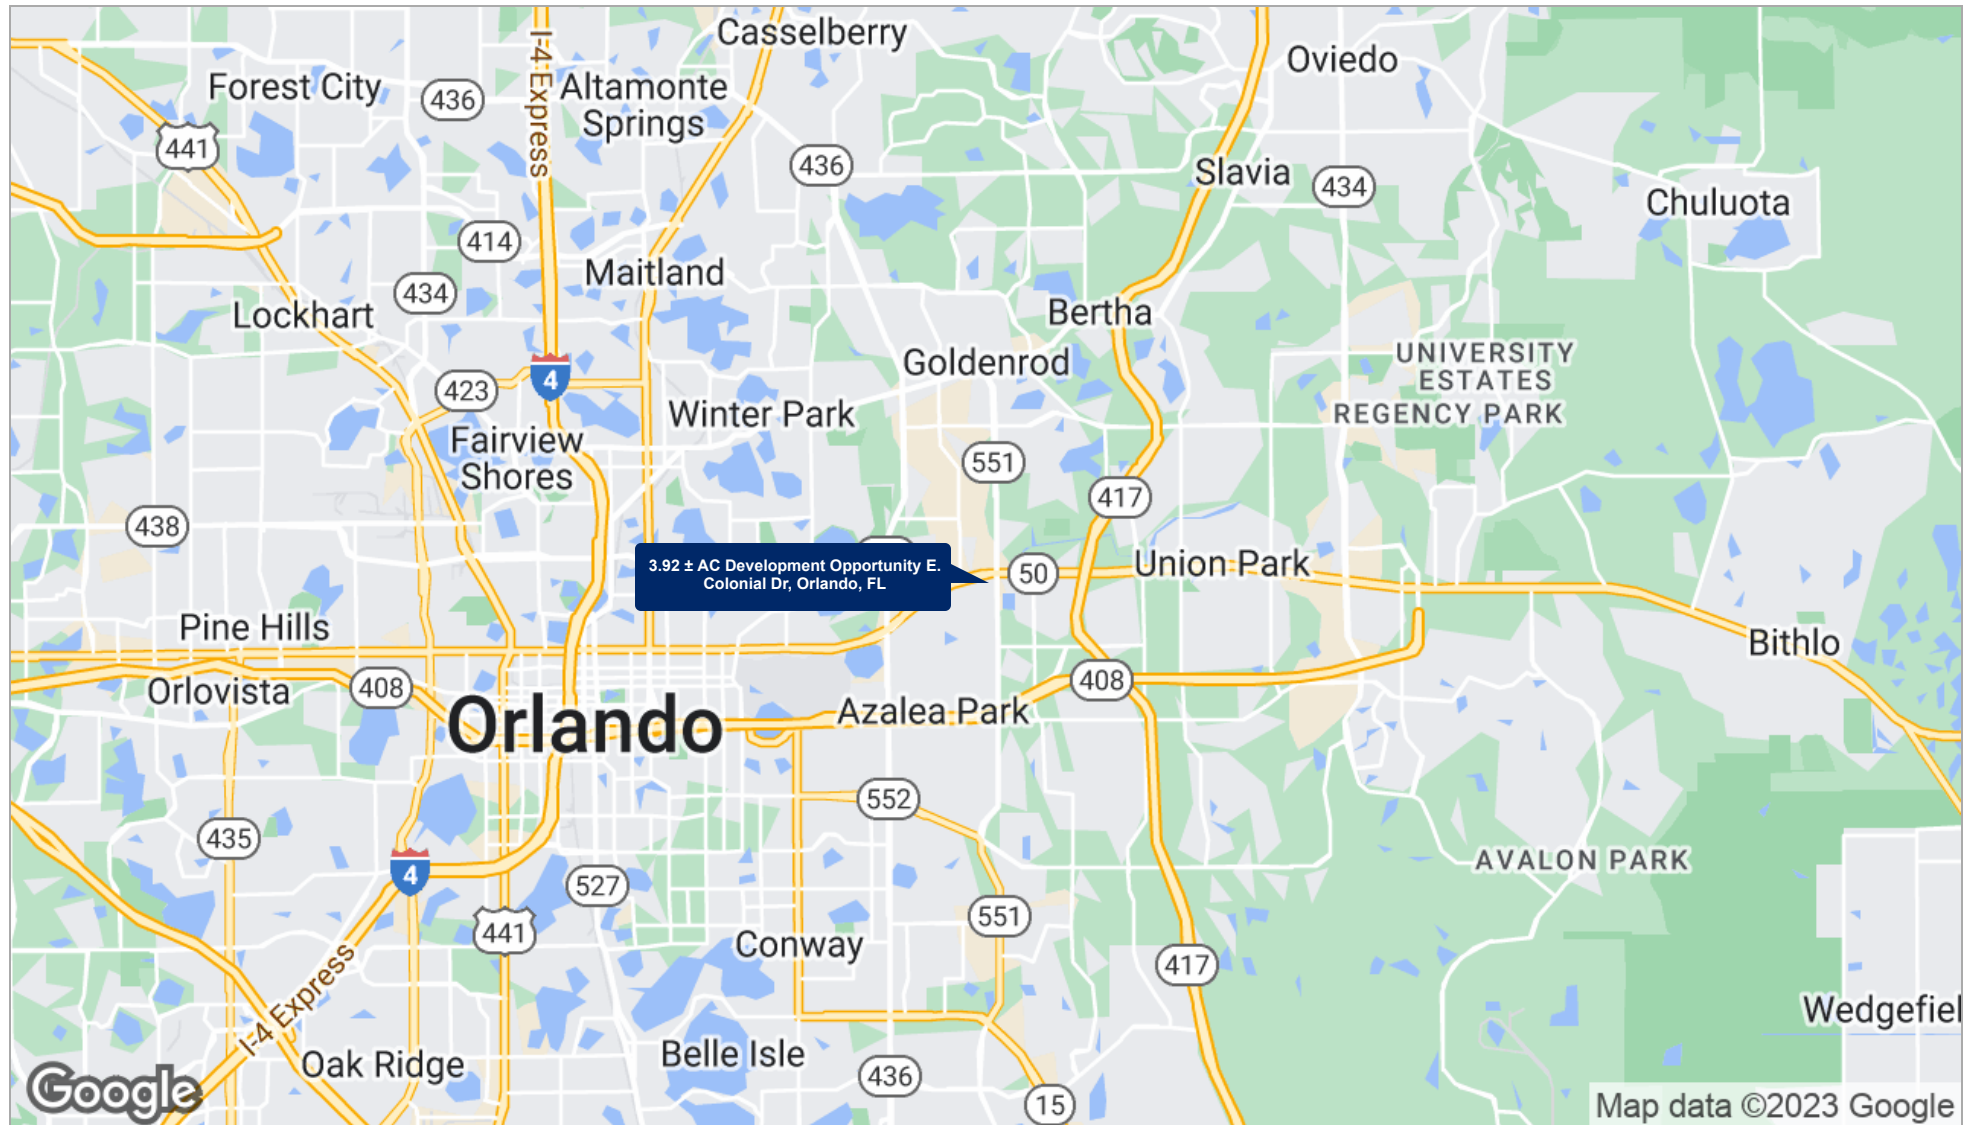 Casselberry
Oviedo
I-4 Express
Forest City
436
Altamonte
Springs
441
436
Slavia
434
Chuluota
414
Maitland
434
Lockhart
Bertha
Goldenrod
UNIVERSITY
ESTATES
4
423
REGENCY PARK
Winter Park
Fairview
Shores
551
417
438
3.92 ± AC Development Opportunity E.
Colonial Dr, Orlando, FL
50
Union Park
Pine Hills
Bithlo
Orlovista
408
408
Orlando
Azalea Park
552
435
AVALON PARK
4
527
441
551
Conway
417
I-4 Express
Wedgefiel
Oak Ridge
Belle Isle
436
15
Google
Map data ©2023 Google